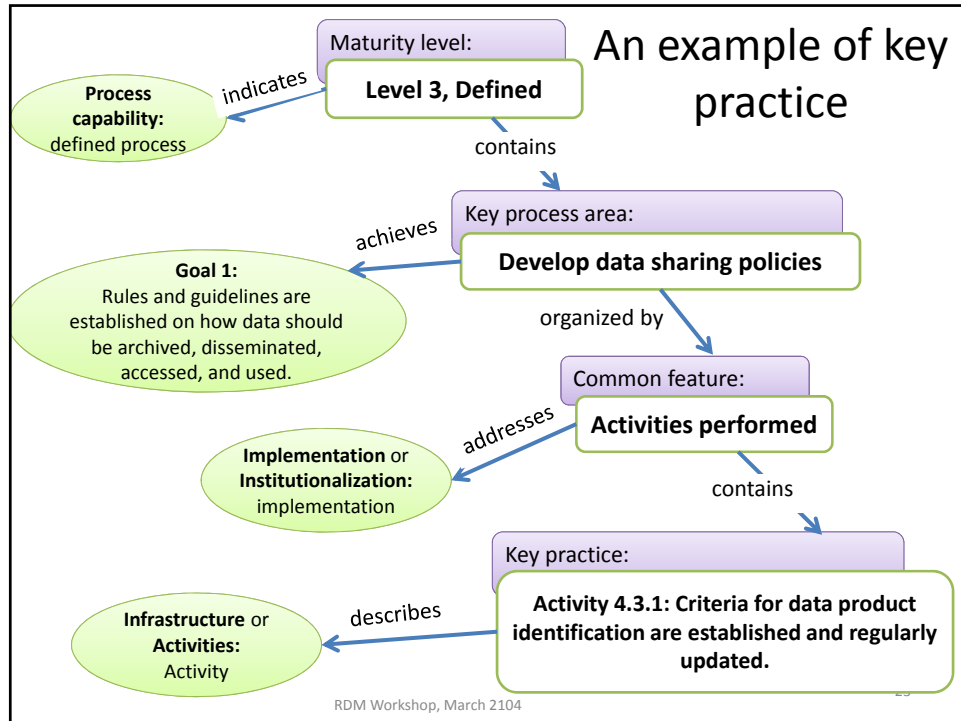 An example of key
practice
Maturity level:
Level 3, Defined
indicates
Process
capability:
defined process
contains
Key process area:
Develop data sharing policies
achieves
Goal 1:
Rules and guidelines are
established on how data should
be archived, disseminated,
accessed, and used.
organized by
Common feature:
Activities performed
addresses
Implementation or
Institutionalization:
implementation
contains
Key practice:
Activity 4.3.1: Criteria for data product
identification are established and regularly
updated.
describes
Infrastructure or
Activities:
Activity
RDM Workshop, March 2104